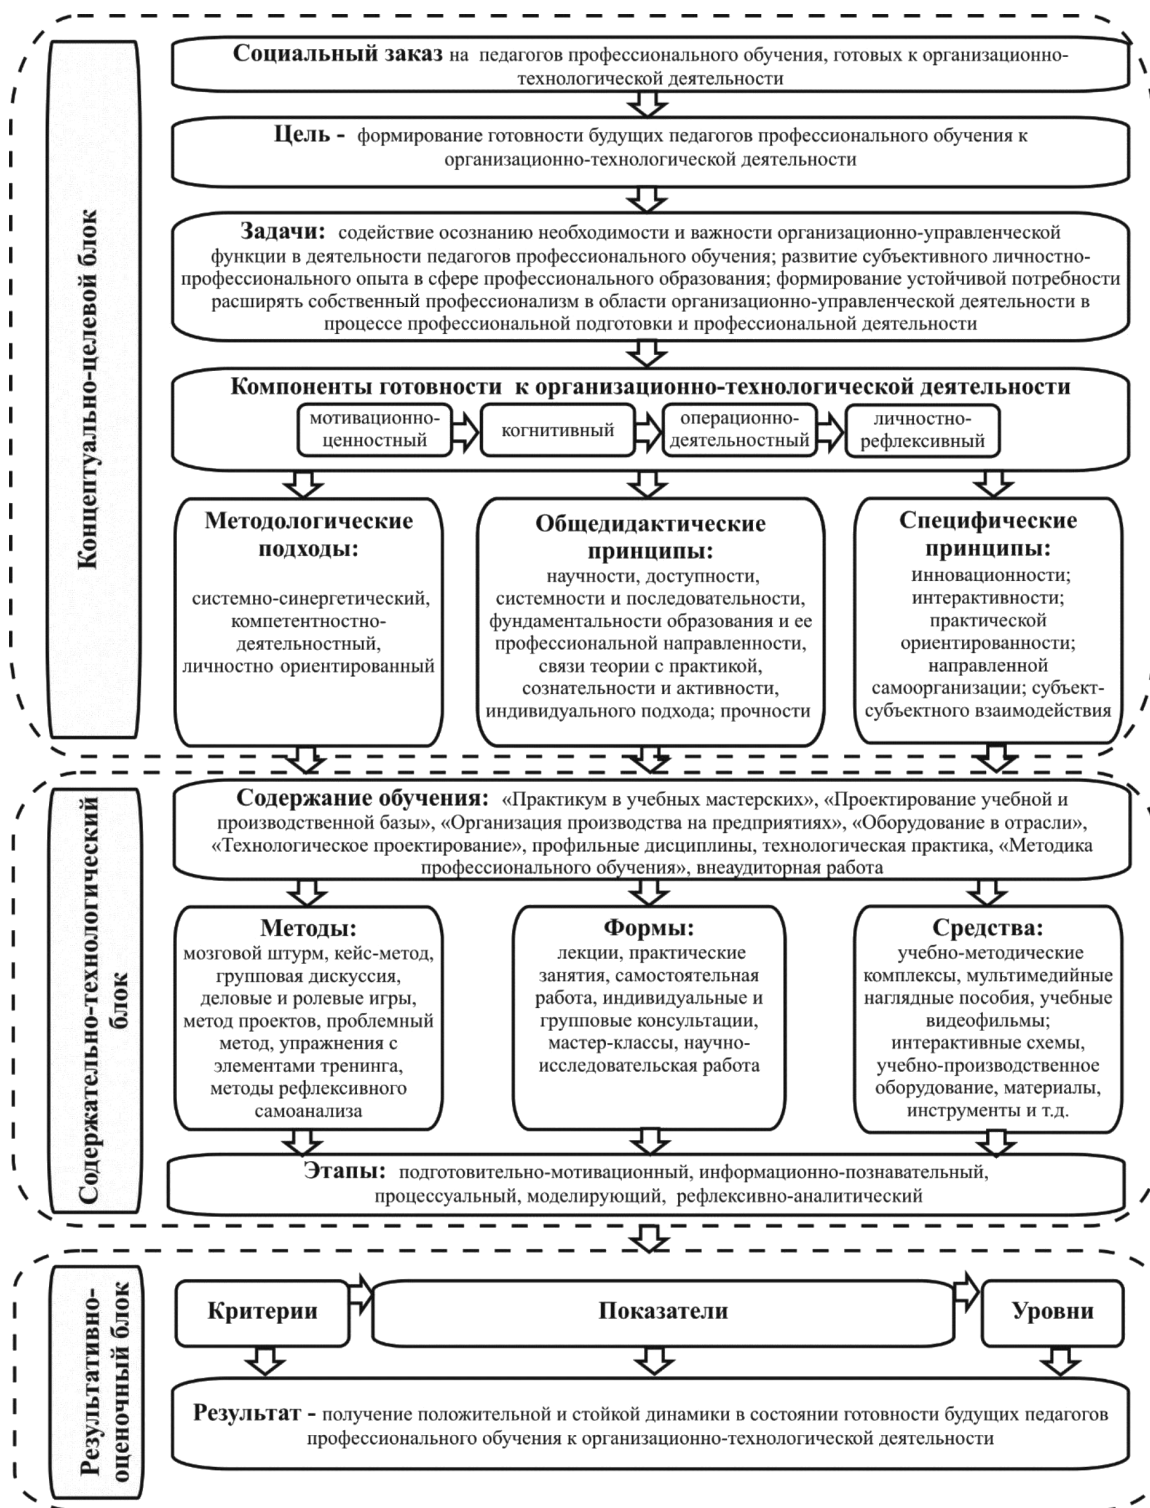 Концептуально-целевой блок
Социальный заказ на педагогов профессионального обучения, готовых к организационно-
технологической деятельности
Цель - формирование готовности будущих педагогов профессионального обучения к
организационно-технологической деятельности
Задачи: содействие осознанию необходимости и важности организационно-управленческой
функции в деятельности педагогов профессионального обучения; развитие субъективного личностно-
профессионального опыта в сфере профессионального образования; формирование устойчивой потребности
расширять собственный профессионализм в области организационно-управленческой деятельности в
процессе профессиональной подготовки и профессиональной деятельности
Компоненты готовности к организационно-технологической деятельности
мотивационно-
ценностный
когнитивный
операционно-
деятельностный
личностно-
рефлексивный
Методологические
подходы:
системно-синергетический,
компетентностно-
деятельностный,
личностно ориентированный
Общедидактические
принципы:
научности, доступности,
системности и последовательности,
фундаментальности образования и ее
профессиональной направленности,
связи теории с практикой,
сознательности и активности,
индивидуального подхода; прочности
Специфические
принципы:
инновационности;
интерактивности;
практической
ориентированности;
направленной
самоорганизации; субъект-
субъектного взаимодействия
Содержательно-технологический
блок
Содержание обучения: «Практикум в учебных мастерских», «Проектирование учебной и
производственной базы», «Организация производства на предприятиях», «Оборудование в отрасли»,
«Технологическое проектирование», профильные дисциплины, технологическая практика, «Методика
профессионального обучения», внеаудиторная работа
Методы:
мозговой штурм, кейс-метод,
групповая дискуссия,
деловые и ролевые игры,
метод проектов, проблемный
метод, упражнения с
элементами тренинга,
методы рефлексивного
самоанализа
Формы:
лекции, практические
занятия, самостоятельная
работа, индивидуальные и
групповые консультации,
мастер-классы, научно-
исследовательская работа
Средства:
учебно-методические
комплексы, мультимедийные
наглядные пособия, учебные
видеофильмы;
интерактивные схемы,
учебно-производственное
оборудование, материалы,
инструменты и т.д.
Этапы: подготовительно-мотивационный, информационно-познавательный,
процессуальный, моделирующий, рефлексивно-аналитический
Результативно-
оценочный блок
Критерии
Показатели
Уровни
Результат - получение положительной и стойкой динамики в состоянии готовности будущих педагогов
профессионального обучения к организационно-технологической деятельности